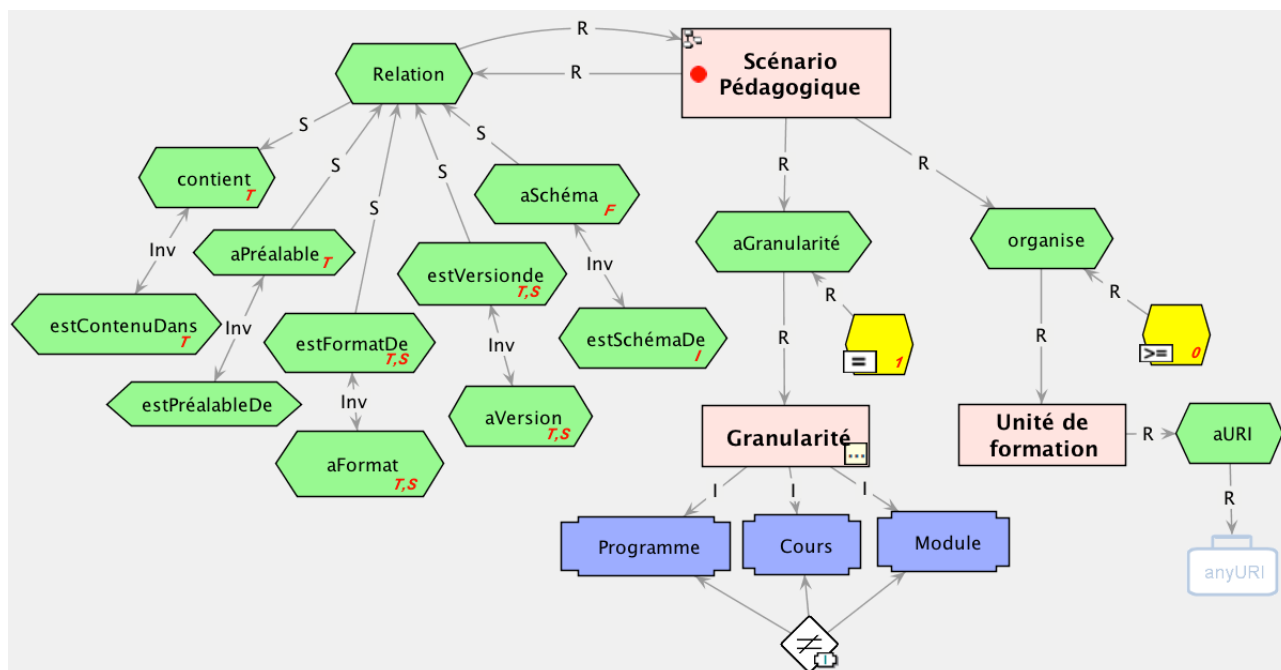 R
Scénario
Pédagogique
Relation
R
S
S
S
S
S
contient
T
aSchéma
F
R
R
Inv
aPréalable
T
aGranularité
organise
estVersionde
T,S
Inv
estContenuDans
T
Inv
estFormatDe
T,S
estSchémaDe
I
R
R
=
1
>=
0
R
R
Inv
Inv
estPréalableDe
aVersion
T,S
aFormat
T,S
Granularité
...
Unité de
formation
R
aURI
I
I
I
R
Programme
Cours
Module
anyURI
≠
I